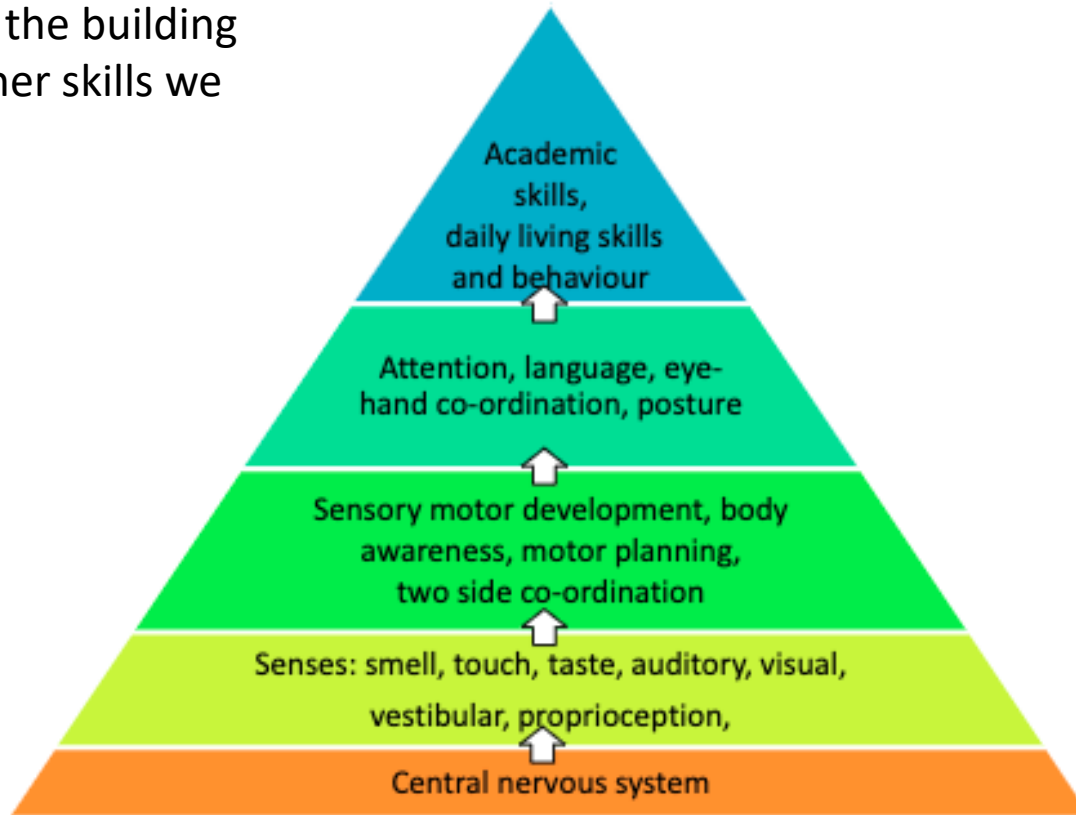 the building
her skills we
Academic
skills,
daily living skills
and behaviour
Attention, language, eye-
hand co-ordination, posture
Sensory motor development, body
awareness, motor planning,
two side co-ordination
Senses: smell, touch, taste, auditory, visual,
vestibular, proprioception,
Central nervous system